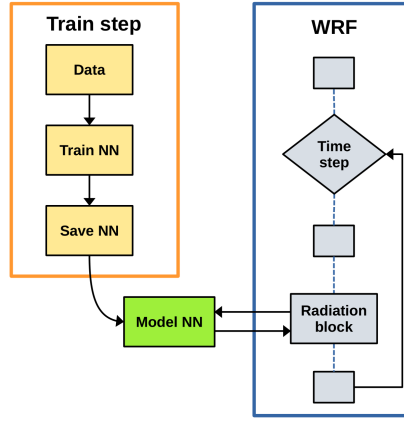 Train step
Data
Train NN
Save NN
Model NN
WRF
Time
step
Radiation
block